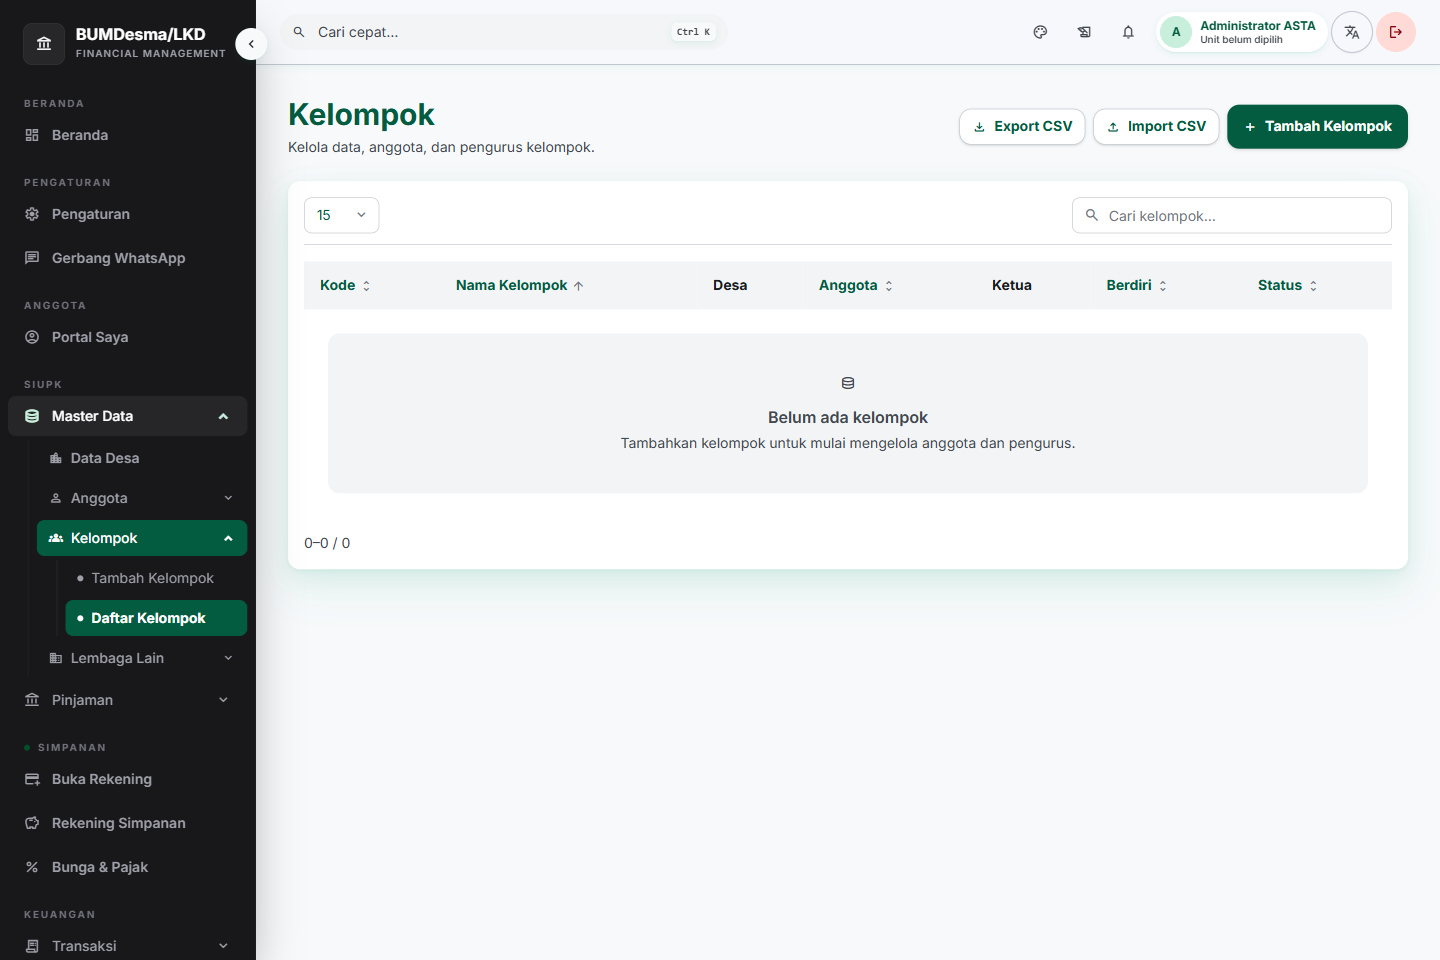 BUMDesma/LKD
FINANCIAL MANAGEMENT
BERANDA
Beranda
PENGATURAN
Pengaturan
Gerbang WhatsApp
ANGGOTA
Portal Saya
SIUPK
Master Data
Data Desa
Anggota
Kelompok
Tambah Kelompok
Daftar Kelompok
Lembaga Lain
Pinjaman
SIMPANAN
Buka Rekening
Rekening Simpanan
Bunga & Pajak
KEUANGAN
Transaksi
Cari cepat...
Ctrl K
A
Administrator ASTA
Unit belum dipilih
Kelompok
Kelola data, anggota, dan pengurus kelompok.
Export CSV
Import CSV
+ Tambah Kelompok
15
Cari kelompok...
Kode Nama Kelompok Desa Anggota Ketua Berdiri Status
Belum ada kelompok
Tambahkan kelompok untuk mulai mengelola anggota dan pengurus.
0–0 / 0